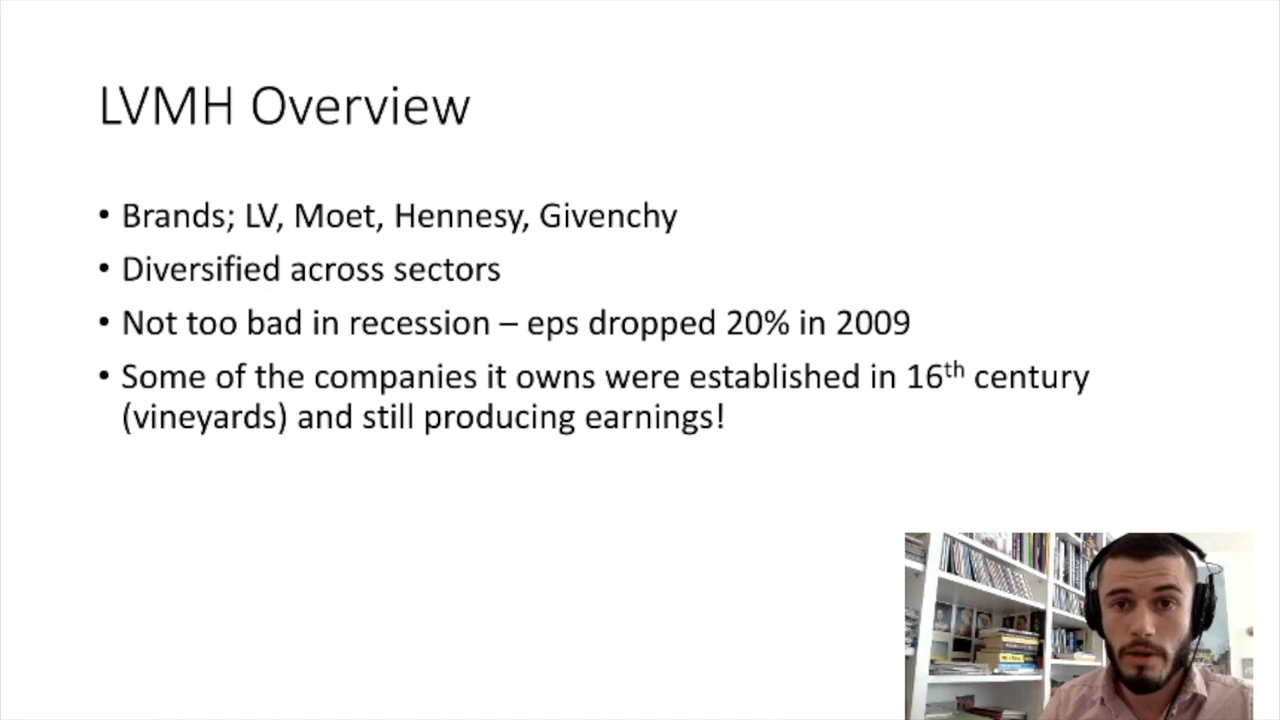 LVMH Overview
• Brands; LV, Moet, Hennesy, Givenchy
• Diversified across sectors
• Not too bad in recession – eps dropped 20% in 2009
• Some of the companies it owns were established in 16th century
(vineyards) and still producing earnings!